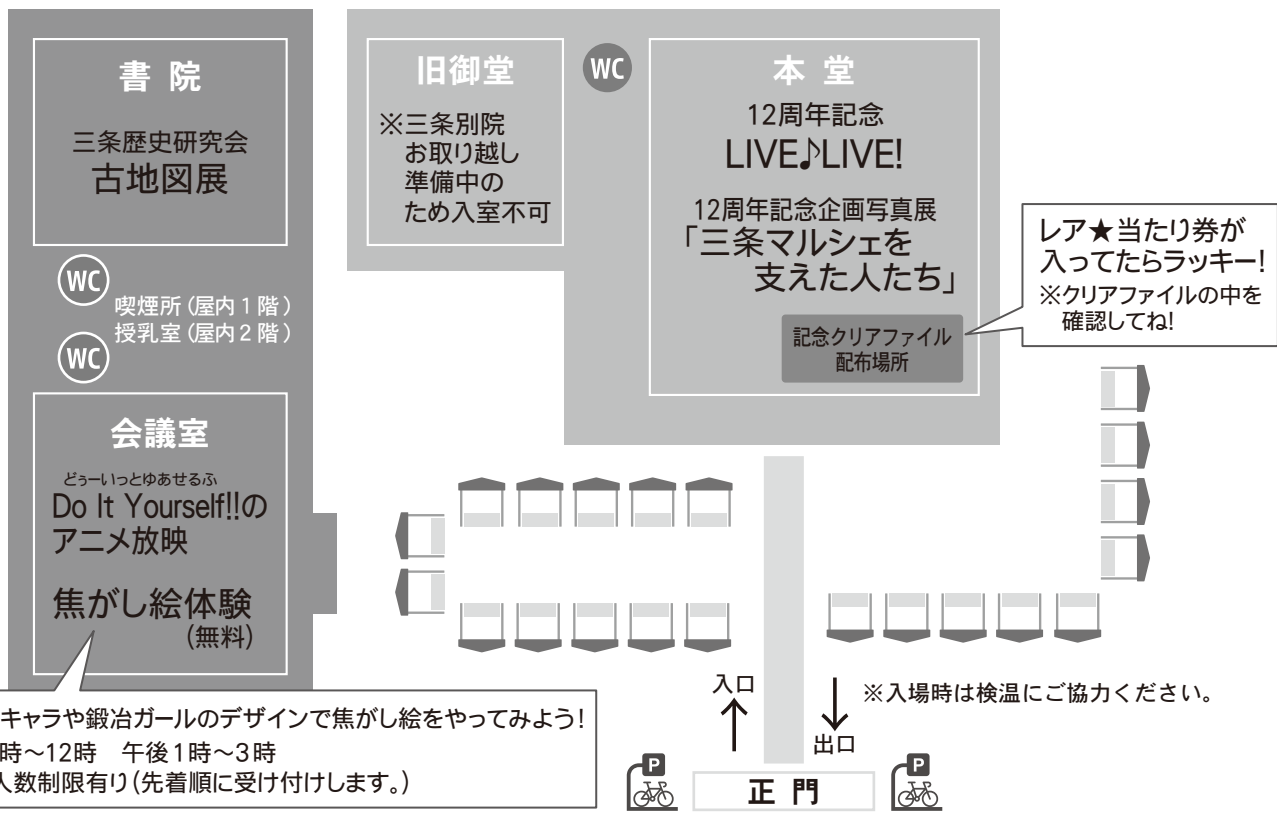 書院
三条歴史研究会
古地図展
WC
喫煙所（屋内1階）
授乳室（屋内2階）
WC
会議室
どぅーいっとゆあせるふ
Do It Yourself!!の
アニメ放映
焦がし絵体験
(無料)
キャラや鍛冶ガールのデザインで焦がし絵をやってみよう!
時～12時　午後1時～3時
人数制限有り(先着順に受け付けします。)
旧御堂
※三条別院
お取り越し
準備中の
ため入室不可
WC
本堂
12周年記念
LIVE♪LIVE!
12周年記念企画写真展
「三条マルシェを
支えた人たち」
記念クリアファイル
配布場所
レア★当たり券が
入ってたらラッキー!
※クリアファイルの中を
確認してね!
入口
出口
※入場時は検温にご協力ください。
P
正門
P